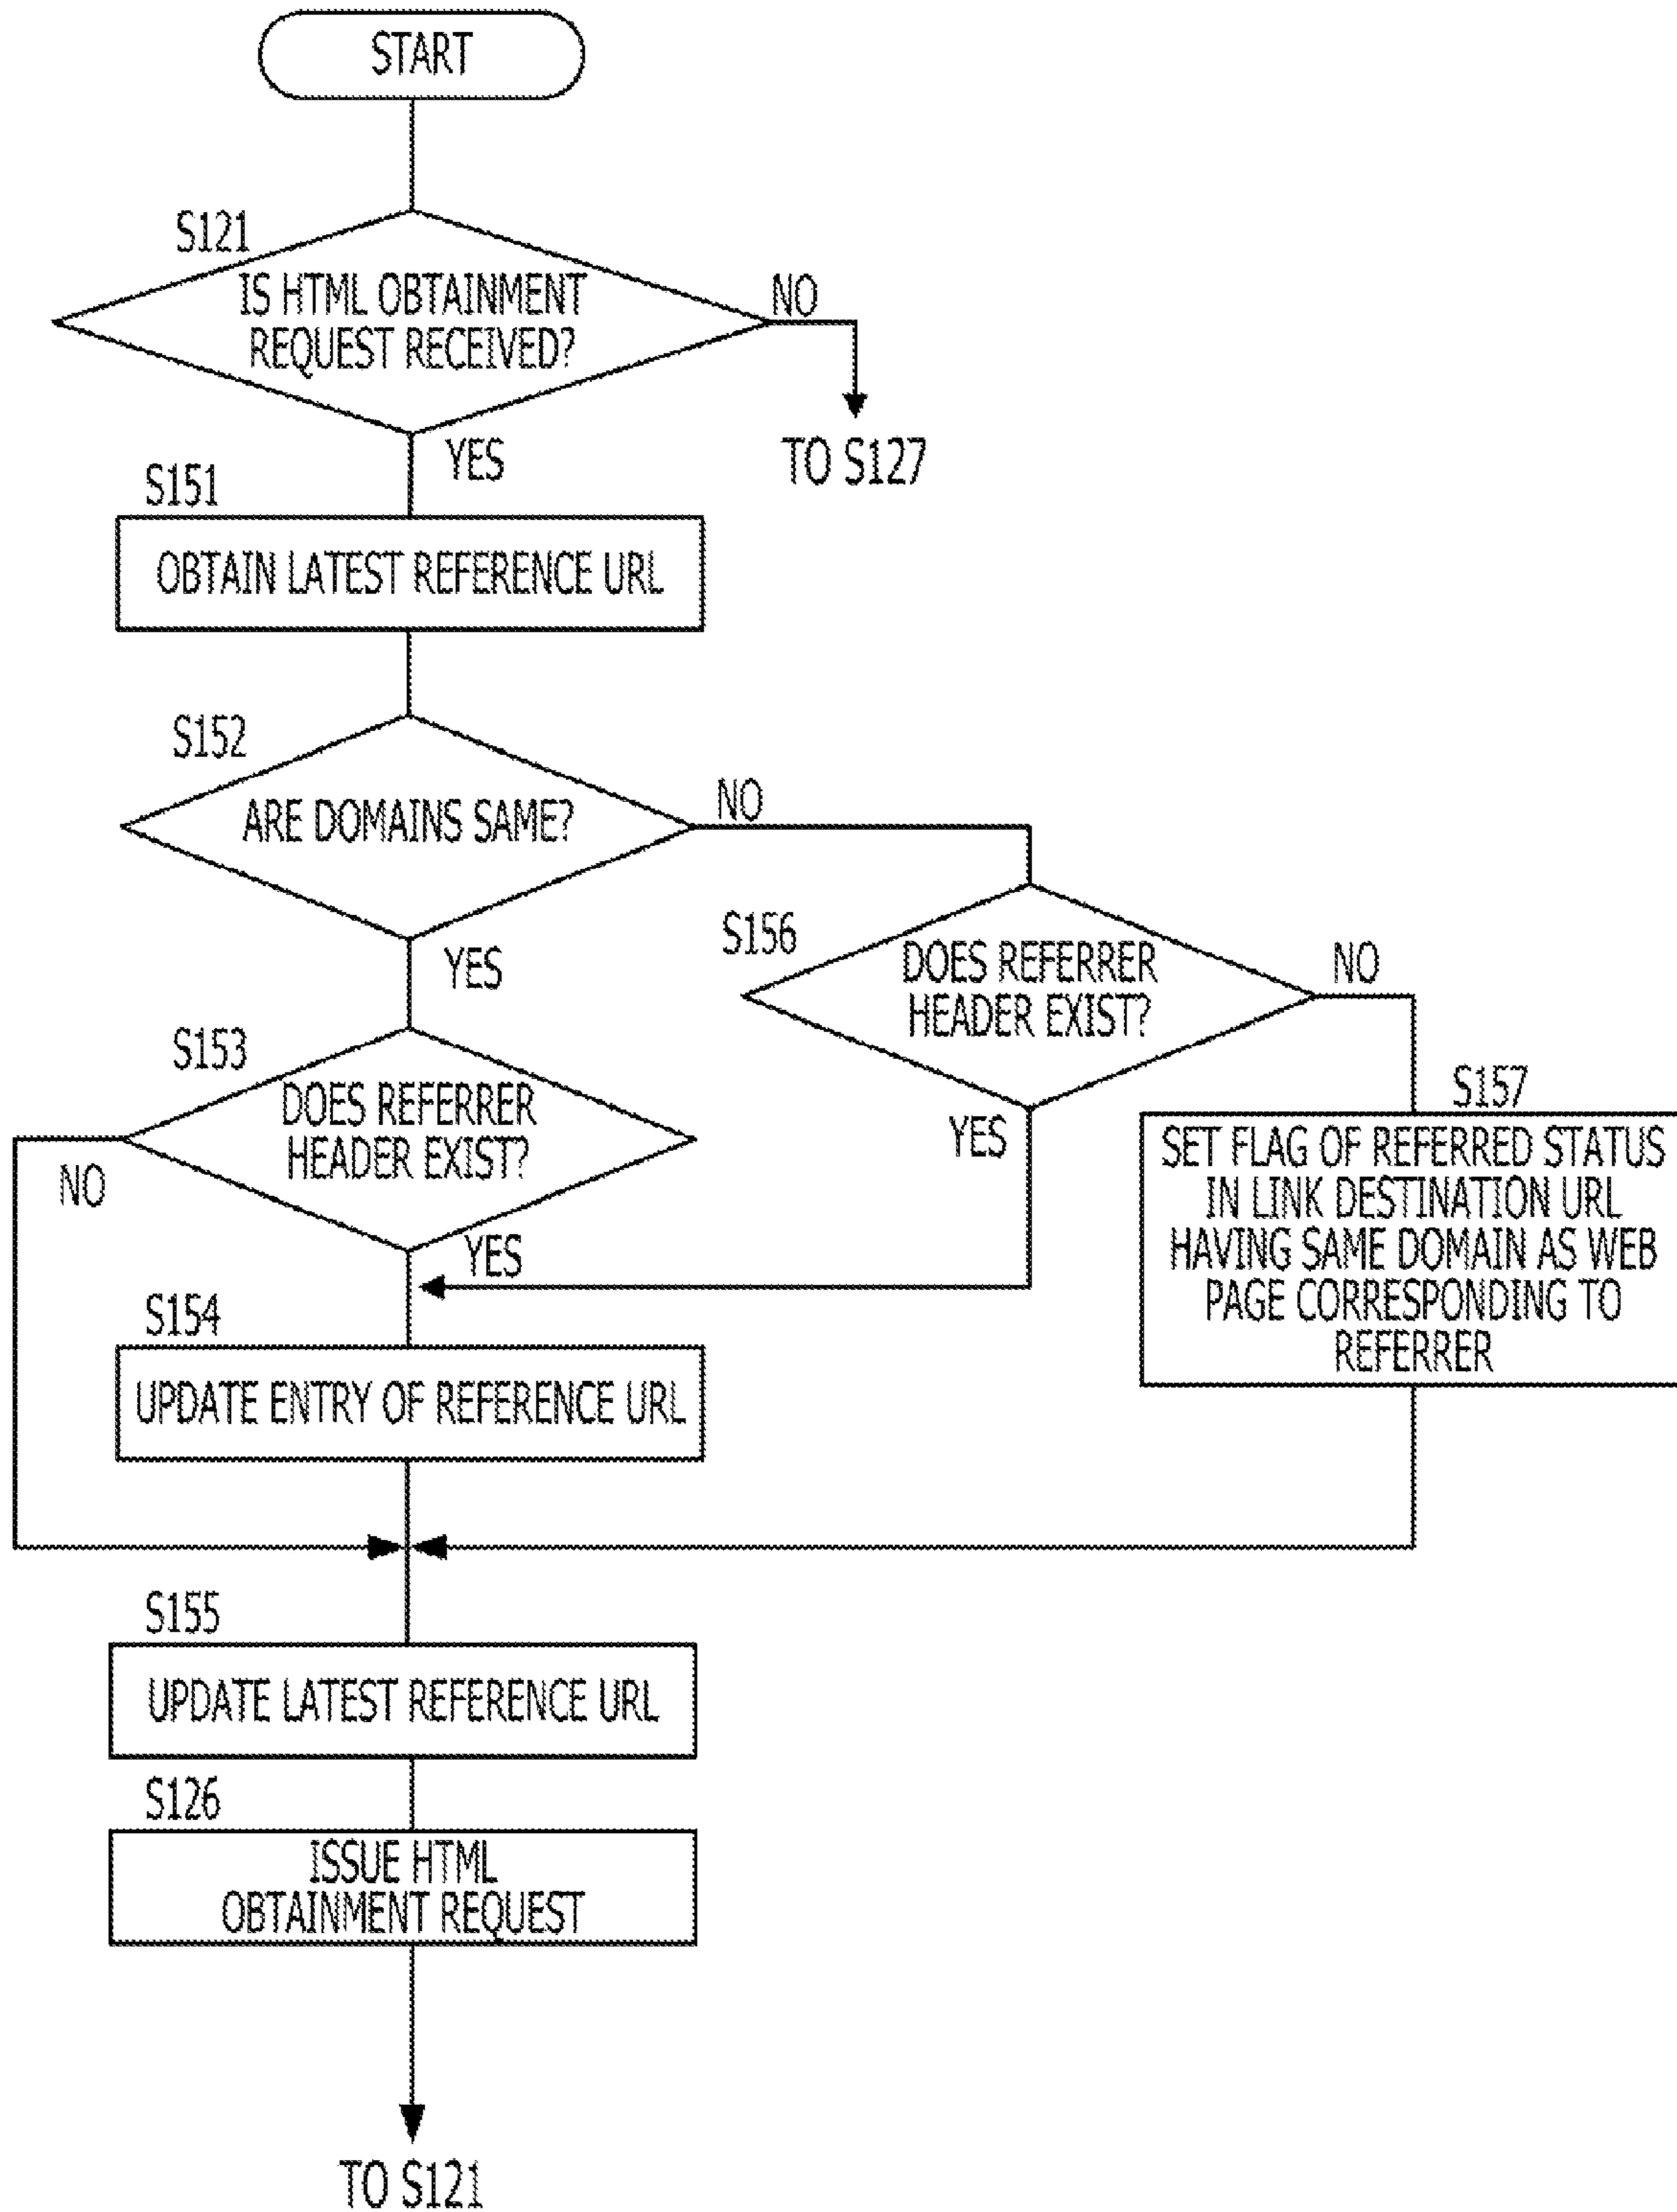 START
S121
IS HTML OBTAINMENT
REQUEST RECEIVED?
NO
TO S127
YES
S151
OBTAIN LATEST REFERENCE URL
S152
ARE DOMAINS SAME?
NO
YES
S156
DOES REFERRER
HEADER EXIST?
NO
YES
S153
DOES REFERRER
HEADER EXIST?
NO
YES
S157
SET FLAG OF REFERRED STATUS
IN LINK DESTINATION URL
HAVING SAME DOMAIN AS WEB
PAGE CORRESPONDING TO
REFERRER
S154
UPDATE ENTRY OF REFERENCE URL
S155
UPDATE LATEST REFERENCE URL
S126
ISSUE HTML
OBTAINMENT REQUEST
TO S121